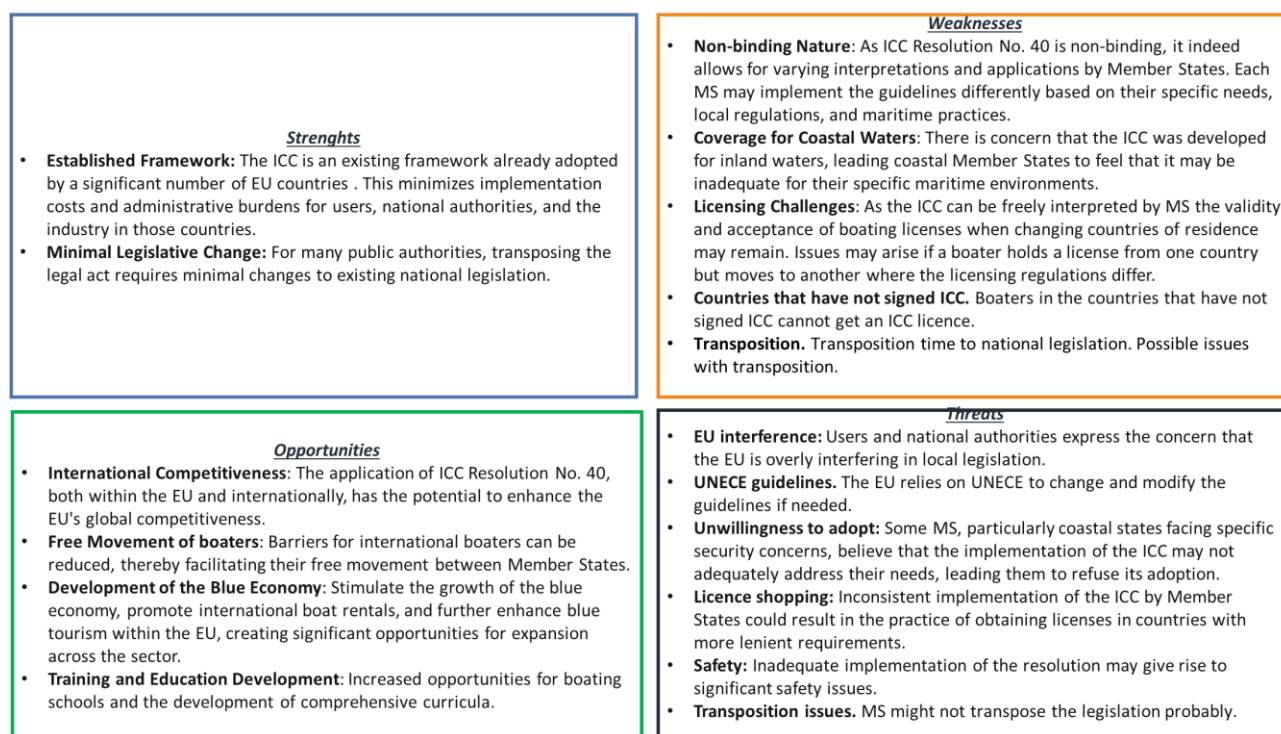 Strenghts
• Established Framework: The ICC is an existing framework already adopted
by a significant number of EU countries . This minimizes implementation
costs and administrative burdens for users, national authorities, and the
industry in those countries.
• Minimal Legislative Change: For many public authorities, transposing the
legal act requires minimal changes to existing national legislation.
Weaknesses
• Non-binding Nature: As ICC Resolution No. 40 is non-binding, it indeed
allows for varying interpretations and applications by Member States. Each
MS may implement the guidelines differently based on their specific needs,
local regulations, and maritime practices.
• Coverage for Coastal Waters: There is concern that the ICC was developed
for inland waters, leading coastal Member States to feel that it may be
inadequate for their specific maritime environments.
• Licensing Challenges: As the ICC can be freely interpreted by MS the validity
and acceptance of boating licenses when changing countries of residence
may remain. Issues may arise if a boater holds a license from one country
but moves to another where the licensing regulations differ.
• Countries that have not signed ICC. Boaters in the countries that have not
signed ICC cannot get an ICC licence.
• Transposition. Transposition time to national legislation. Possible issues
with transposition.
Opportunities
• International Competitiveness: The application of ICC Resolution No. 40,
both within the EU and internationally, has the potential to enhance the
EU's global competitiveness.
• Free Movement of boaters: Barriers for international boaters can be
reduced, thereby facilitating their free movement between Member States.
• Development of the Blue Economy: Stimulate the growth of the blue
economy, promote international boat rentals, and further enhance blue
tourism within the EU, creating significant opportunities for expansion
across the sector.
• Training and Education Development: Increased opportunities for boating
schools and the development of comprehensive curricula.
Threats
• EU interference: Users and national authorities express the concern that
the EU is overly interfering in local legislation.
• UNECE guidelines. The EU relies on UNECE to change and modify the
guidelines if needed.
• Unwillingness to adopt: Some MS, particularly coastal states facing specific
security concerns, believe that the implementation of the ICC may not
adequately address their needs, leading them to refuse its adoption.
• Licence shopping: Inconsistent implementation of the ICC by Member
States could result in the practice of obtaining licenses in countries with
more lenient requirements.
• Safety: Inadequate implementation of the resolution may give rise to
significant safety issues.
• Transposition issues. MS might not transpose the legislation probably.